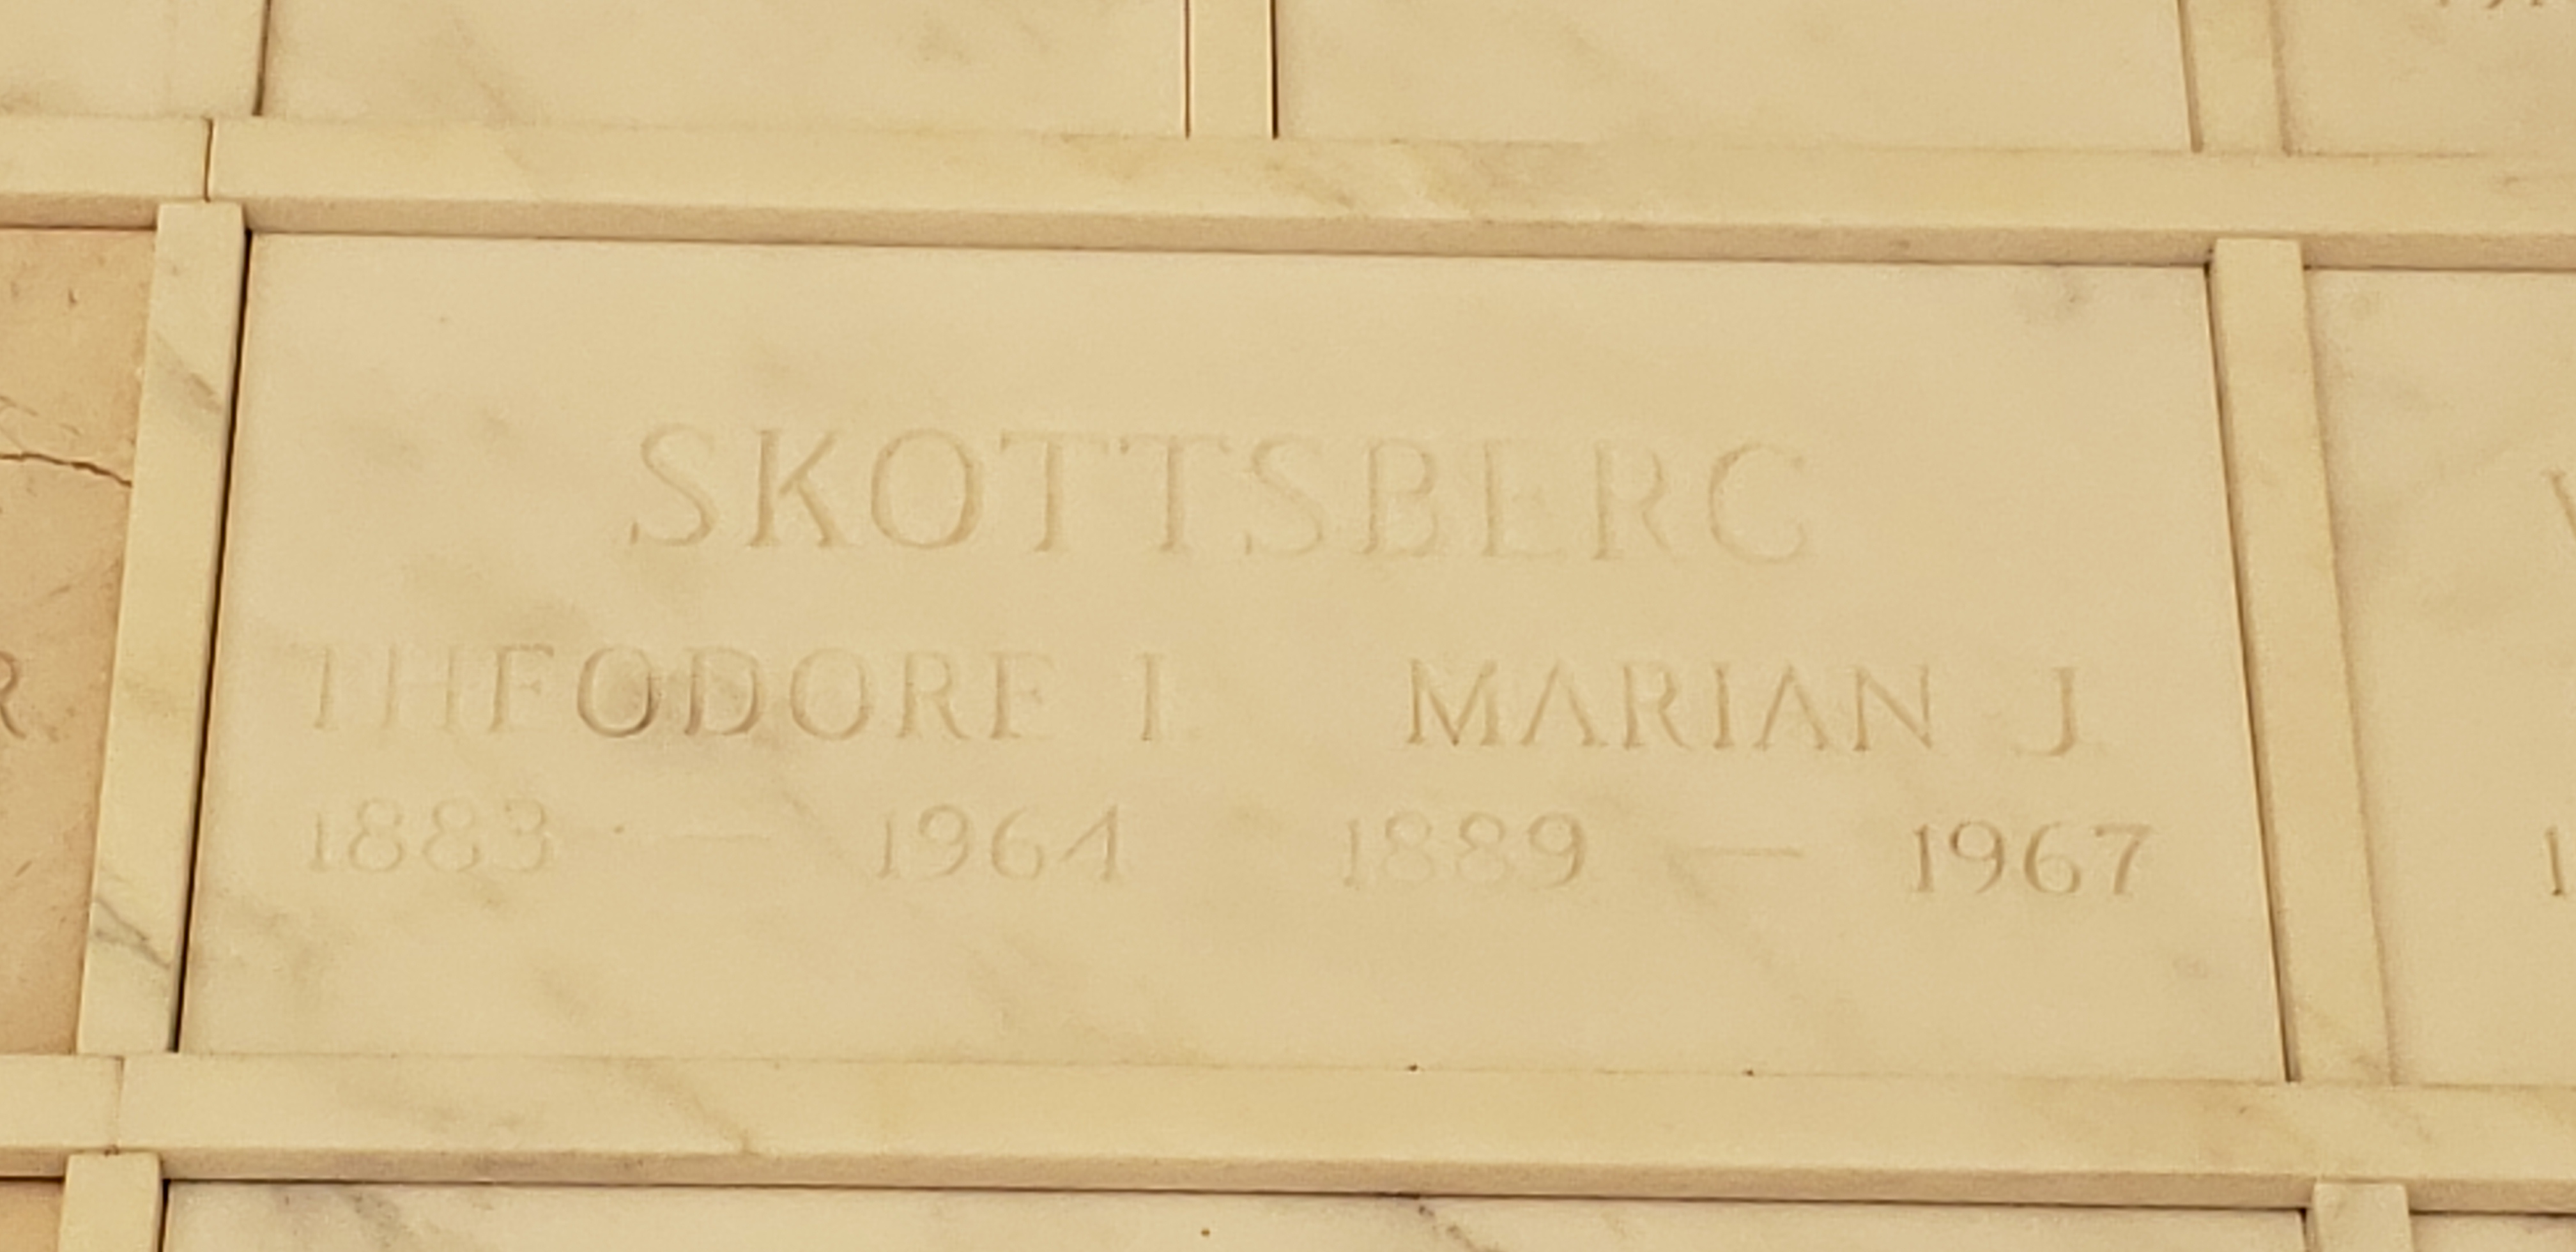 SKOTTSBERG
THEODORE I. MARIAN J.
1883 — 1964 1889 — 1967